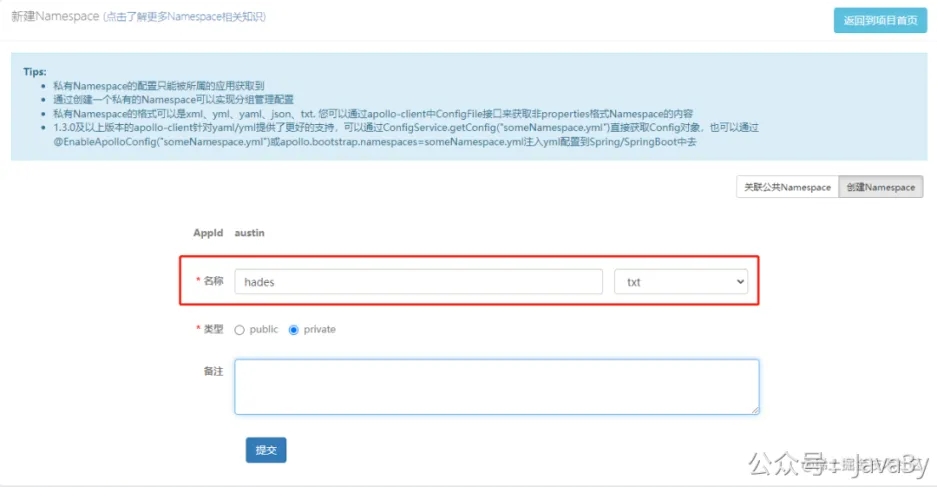 新建Namespace (点击了解更多Namespace相关知识)
返回到项目首页
Tips:
私有Namespace的配置只能被所属的应用获取到
通过创建一个私有的Namespace可以实现分组管理配置
私有Namespace的格式可以是xml、yml、yaml、json、txt. 您可以通过apollo-client中ConfigFile接口来获取非properties格式Namespace的内容
1.3.0及以上版本的apollo-client针对yaml/yml提供了更好的支持，可以通过ConfigService.getConfig("someNamespace.yml")直接获取Config对象，也可以通过
@EnableApolloConfig("someNamespace.yml")或apollo.bootstrap.namespaces=someNamespace.yml注入yml配置到Spring/SpringBoot中去
关联公共Namespace
创建Namespace
AppId austin
* 名称 hades txt
* 类型 public private
备注
提交
公众号：Java3y